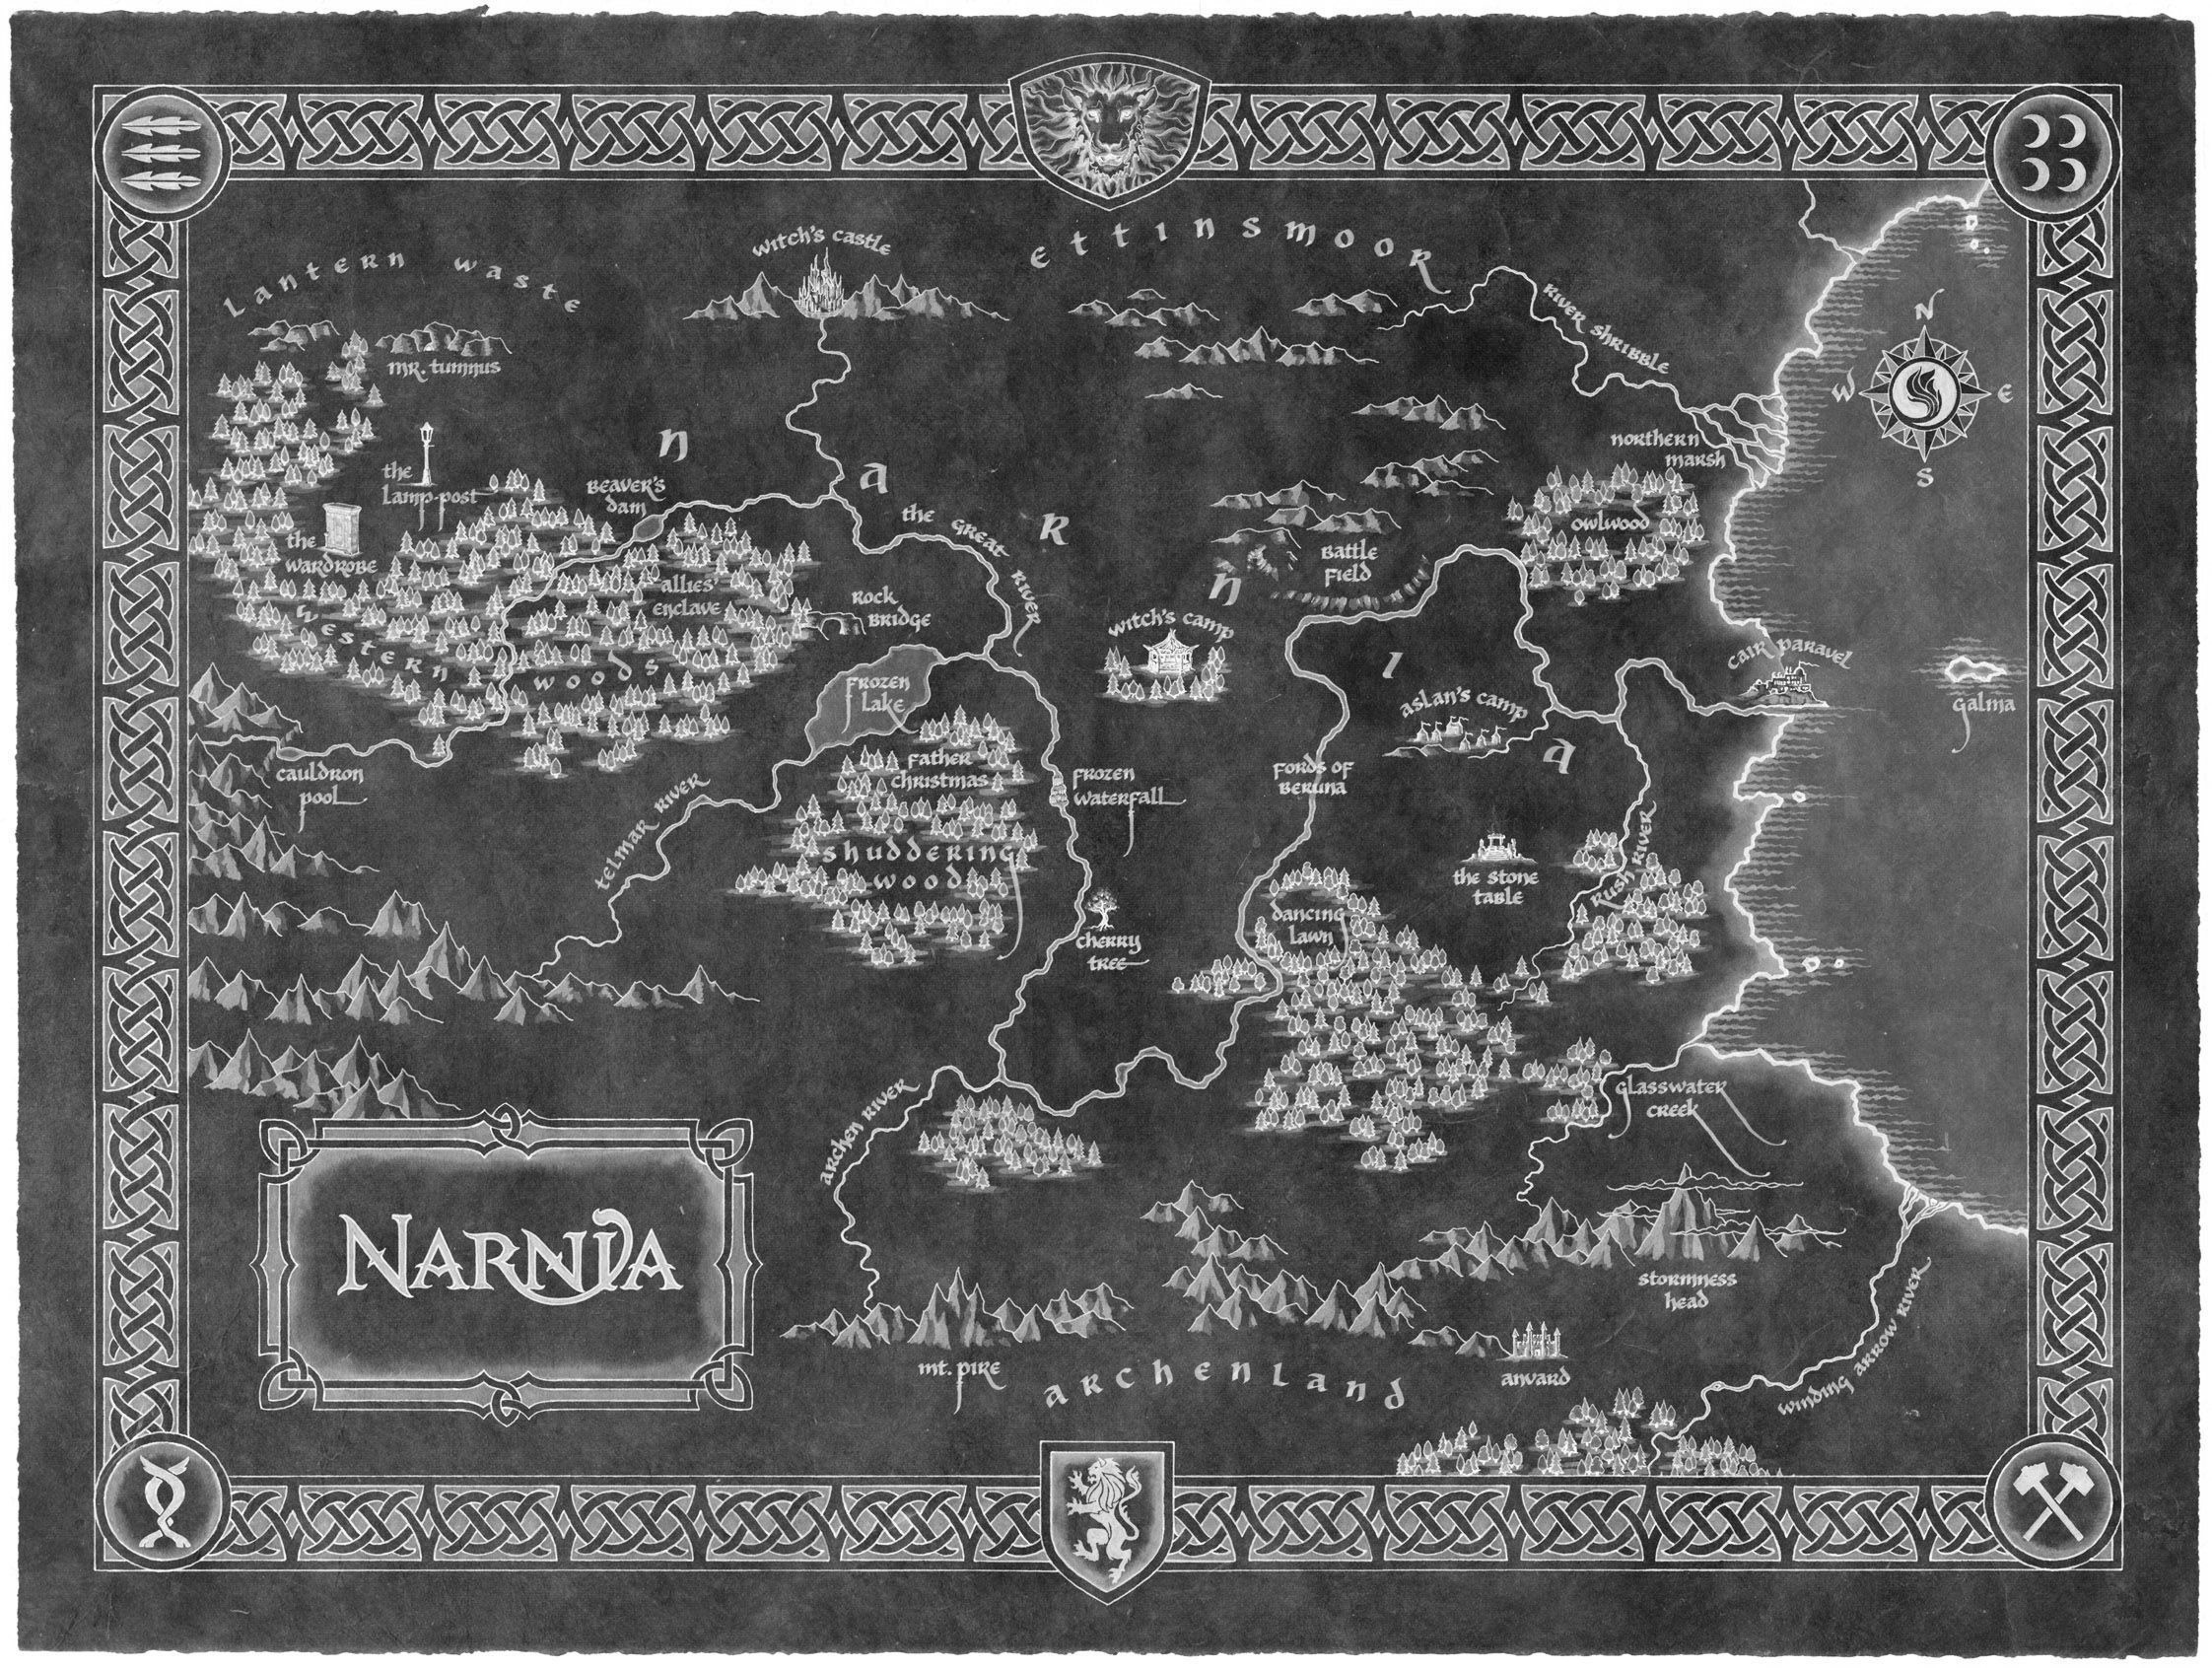 Lantern waste
witch's castle
ettinsmoor
River Shribble
N
W
E
S
mr. tumnus
northern
marsh
the
Lamp-post
Beaver's
dam
owlwood
the
wardrobe
the Great River
Battle
Field
narnia
allies'
enclave
Rock
Bridge
western
woods
witch's camp
cair paravel
Galma
Frozen
Lake
aslan's camp
cauldron
pool
Father
christmas
Frozen
waterfall
Fords of
Beruna
telmar River
shuddering
wood
the stone
table
Rush River
dancing
lawn
cherry
tree
archen River
Glasswater
creek
Narnia
stormness
head
winding arrow River
mt. pire
anvard
archenland